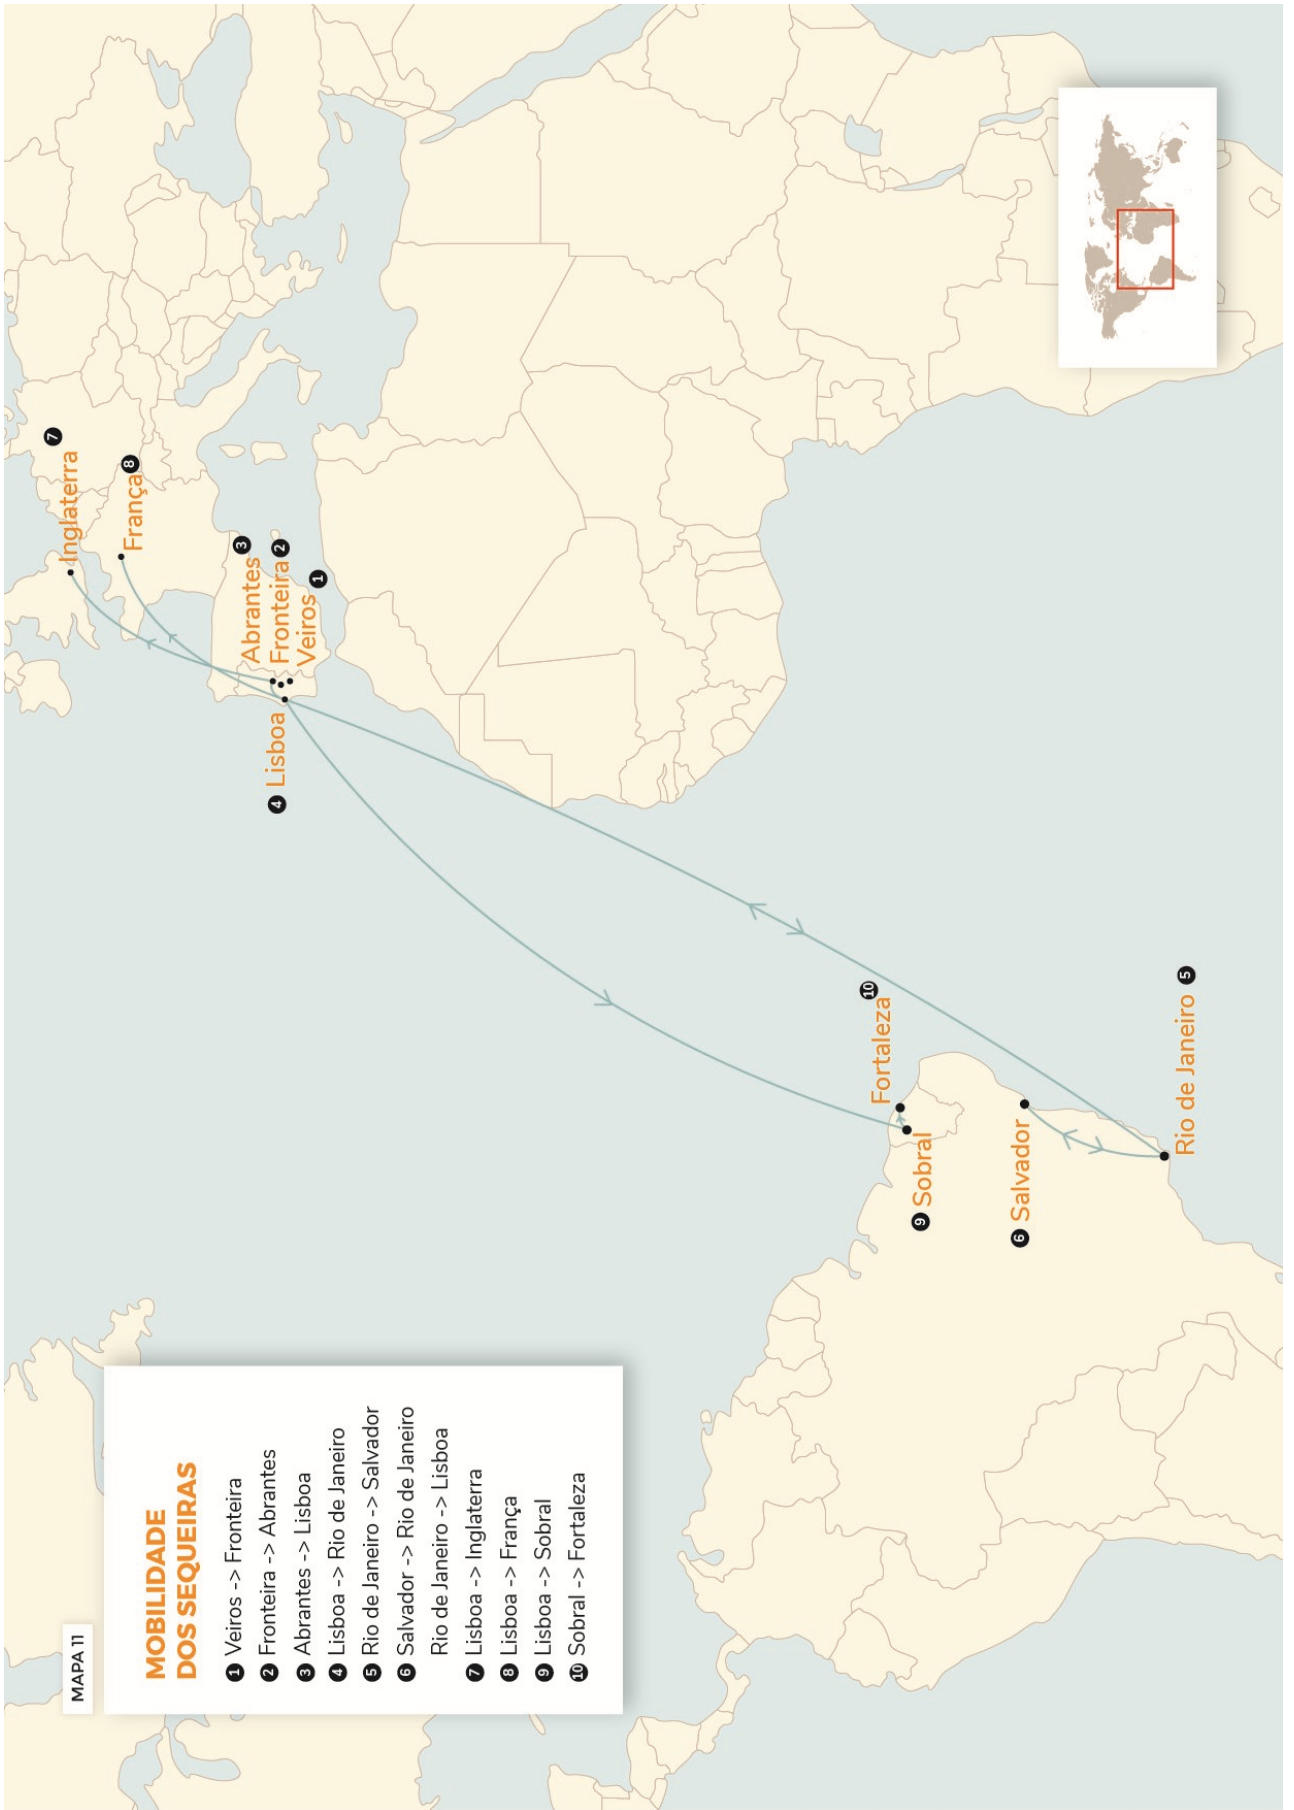 MAPA 11
MOBILIDADE
DOS SEQUEIRAS
1 Veiros -> Fronteira
2 Fronteira -> Abrantes
3 Abrantes -> Lisboa
4 Lisboa -> Rio de Janeiro
5 Rio de Janeiro -> Salvador
6 Salvador -> Rio de Janeiro
Rio de Janeiro -> Lisboa
7 Lisboa -> Inglaterra
8 Lisboa -> França
9 Lisboa -> Sobral
10 Sobral -> Fortaleza
Inglaterra 7
França 8
Abrantes 3
Fronteira 2
Veiros 1
4 Lisboa
Fortaleza 10
9 Sobral
6 Salvador
Rio de Janeiro 5